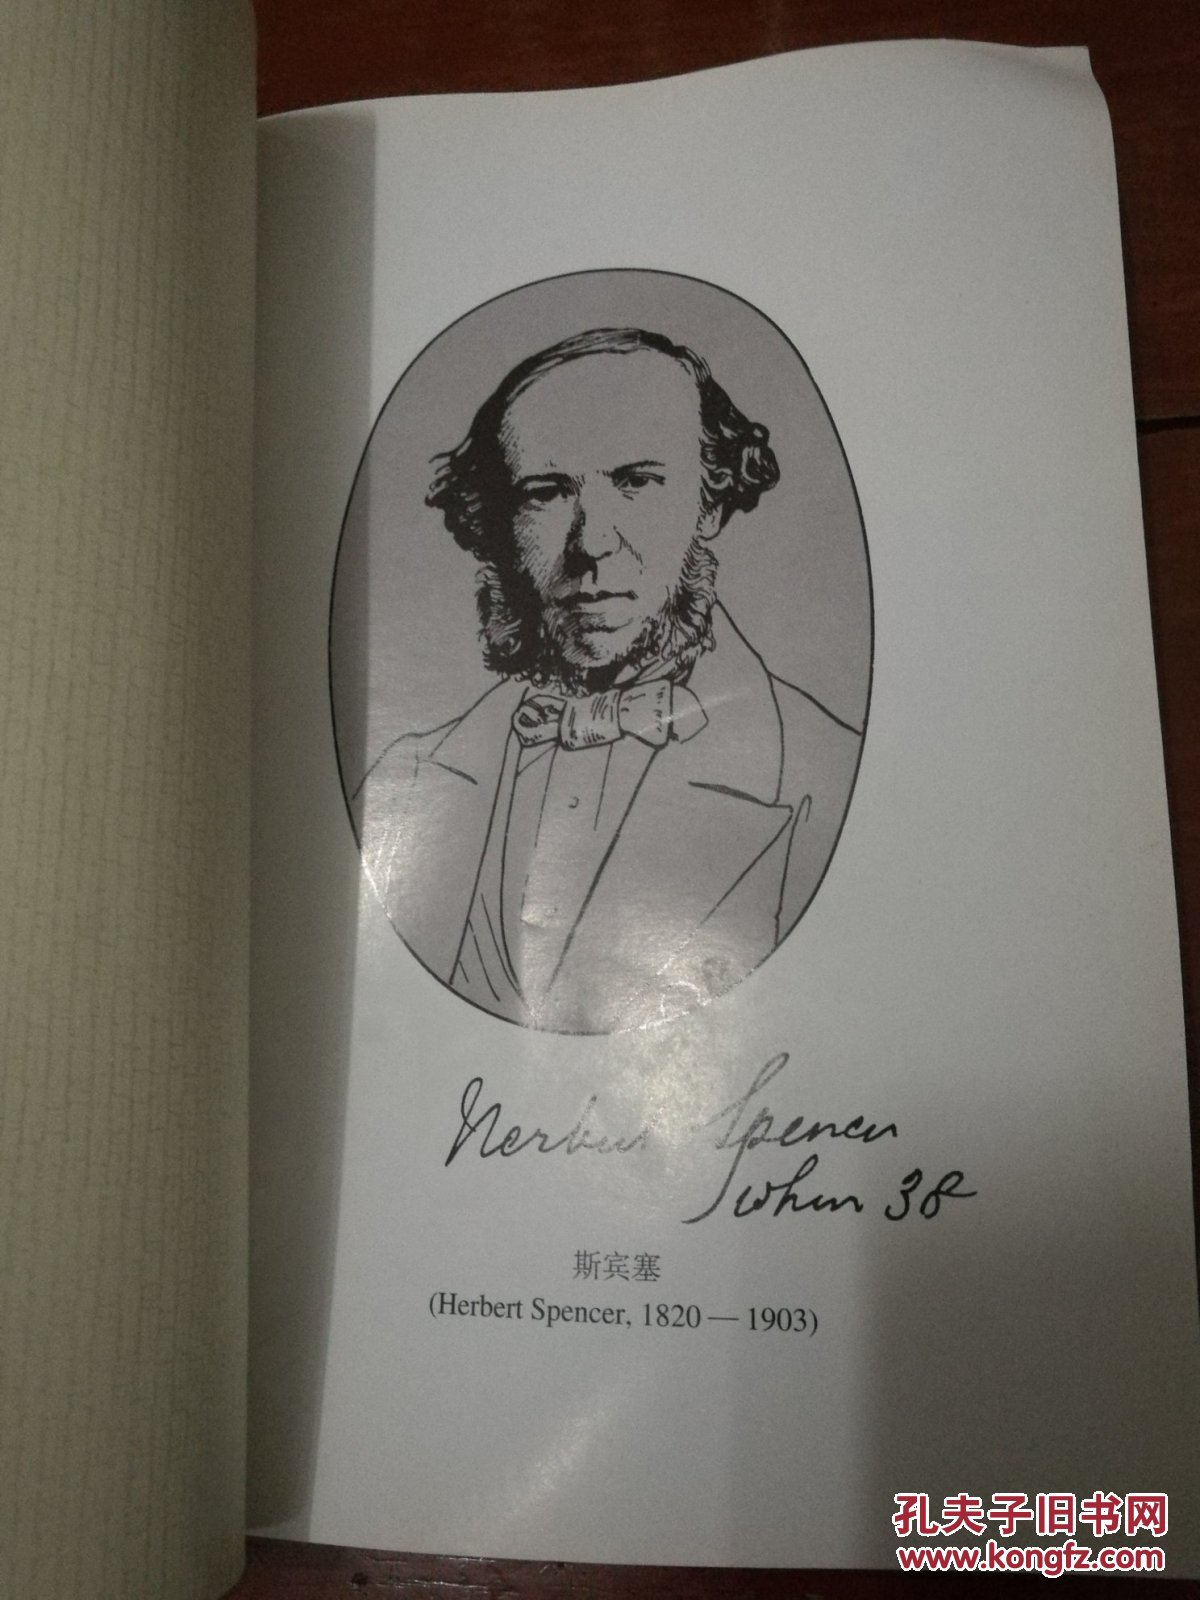 Herbert Spencer
when 38
斯宾塞
(Herbert Spencer, 1820—1903)
孔夫子旧书网
www.kongfz.com